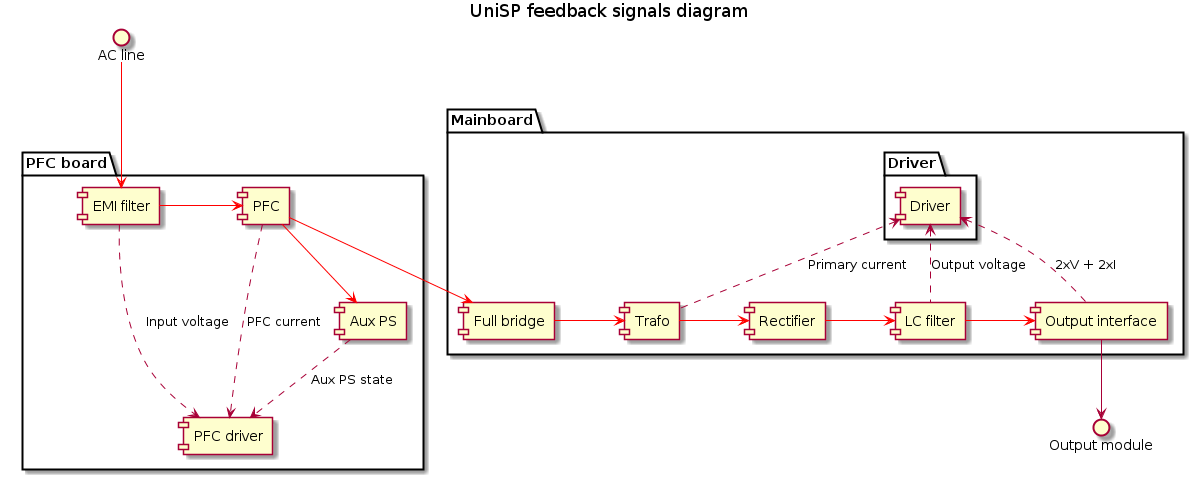 UniSP feedback signals diagram
AC line
Mainboard
PFC board
Driver
EMI filter
PFC
Driver
Primary current
Output voltage
2xV + 2xI
Input voltage
PFC current
Aux PS
Full bridge
Trafo
Rectifier
LC filter
Output interface
Aux PS state
PFC driver
Output module